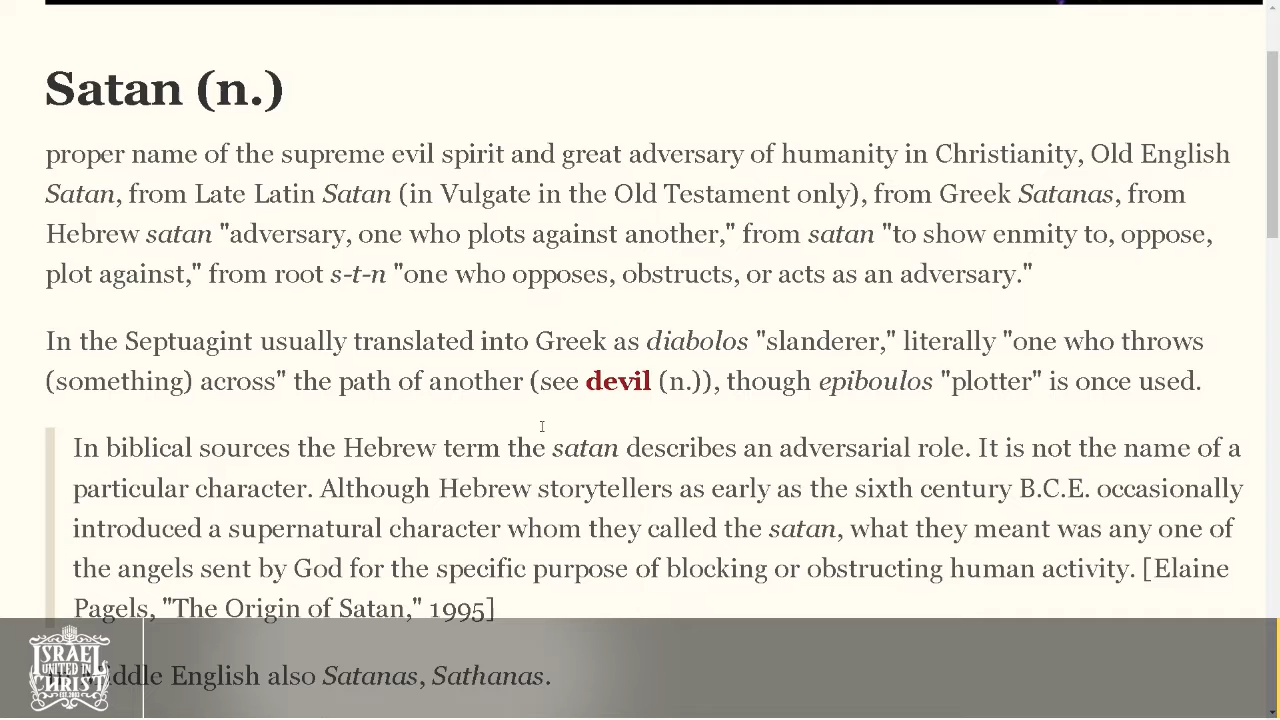 Satan (n.)
proper name of the supreme evil spirit and great adversary of humanity in Christianity, Old English
Satan, from Late Latin Satan (in Vulgate in the Old Testament only), from Greek Satanas, from
Hebrew satan "adversary, one who plots against another," from satan "to show enmity to, oppose,
plot against," from root s-t-n "one who opposes, obstructs, or acts as an adversary."
In the Septuagint usually translated into Greek as diabolos "slanderer," literally "one who throws
(something) across" the path of another (see devil (n.)), though epiboulos "plotter" is once used.
In biblical sources the Hebrew term the satan describes an adversarial role. It is not the name of a
particular character. Although Hebrew storytellers as early as the sixth century B.C.E. occasionally
introduced a supernatural character whom they called the satan, what they meant was any one of
the angels sent by God for the specific purpose of blocking or obstructing human activity. [Elaine
Pagels, "The Origin of Satan," 1995]
ddle English also Satanas, Sathanas.
ISRAEL
UNITED IN
CHRIST
EST. 2003